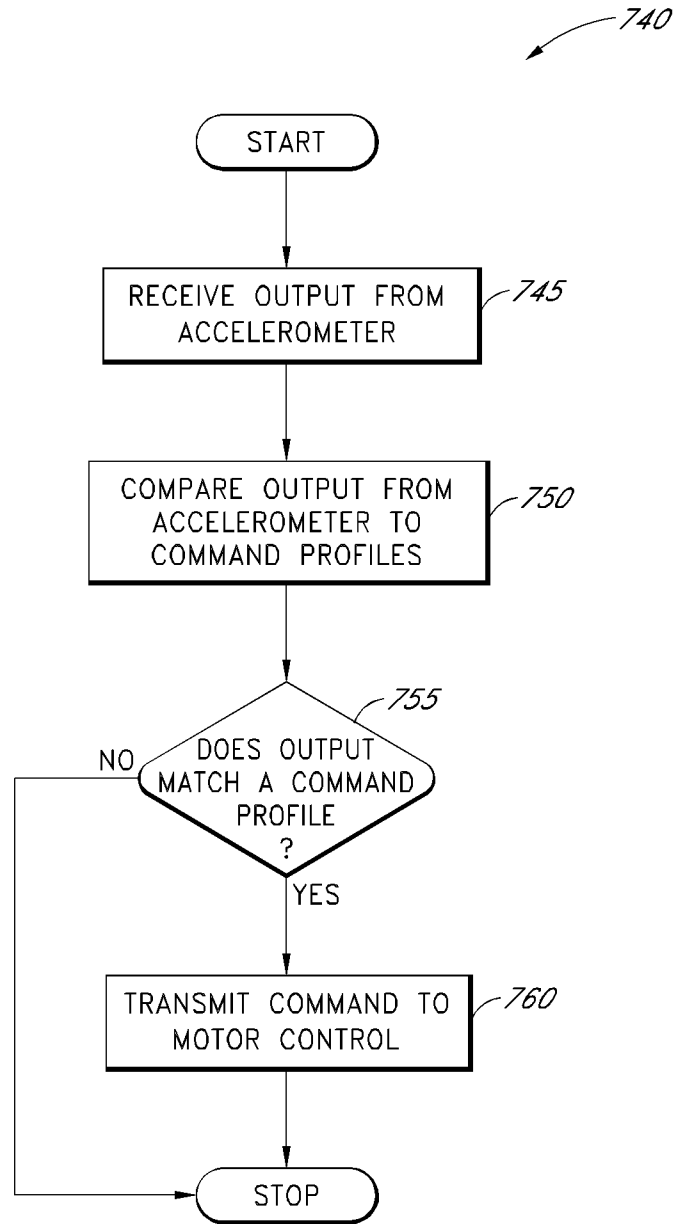 740
START
RECEIVE OUTPUT FROM
ACCELEROMETER
745
COMPARE OUTPUT FROM
ACCELEROMETER TO
COMMAND PROFILES
750
755
DOES OUTPUT
MATCH A COMMAND
PROFILE
?
NO
YES
TRANSMIT COMMAND TO
MOTOR CONTROL
760
STOP